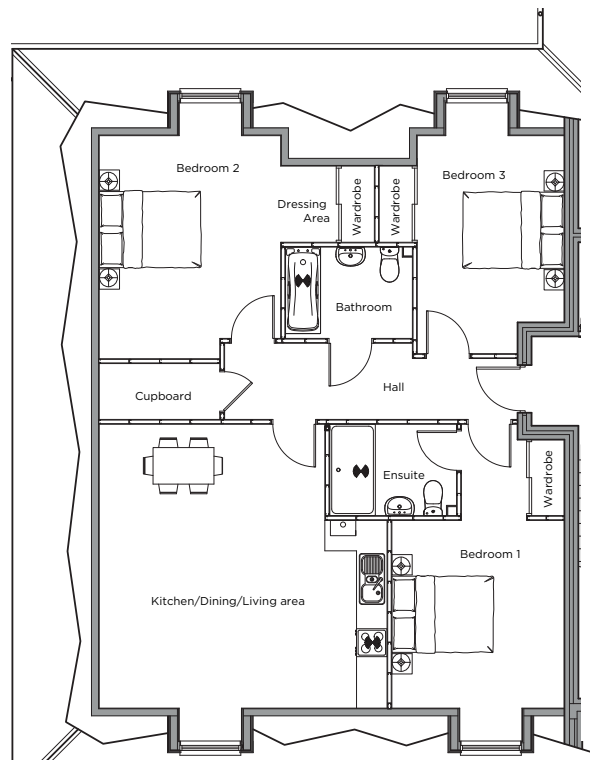 Bedroom 2
Bedroom 3
Dressing
Area
Wardrobe
Wardrobe
Bathroom
Hall
Cupboard
Ensuite
Wardrobe
Bedroom 1
Kitchen/Dining/Living area